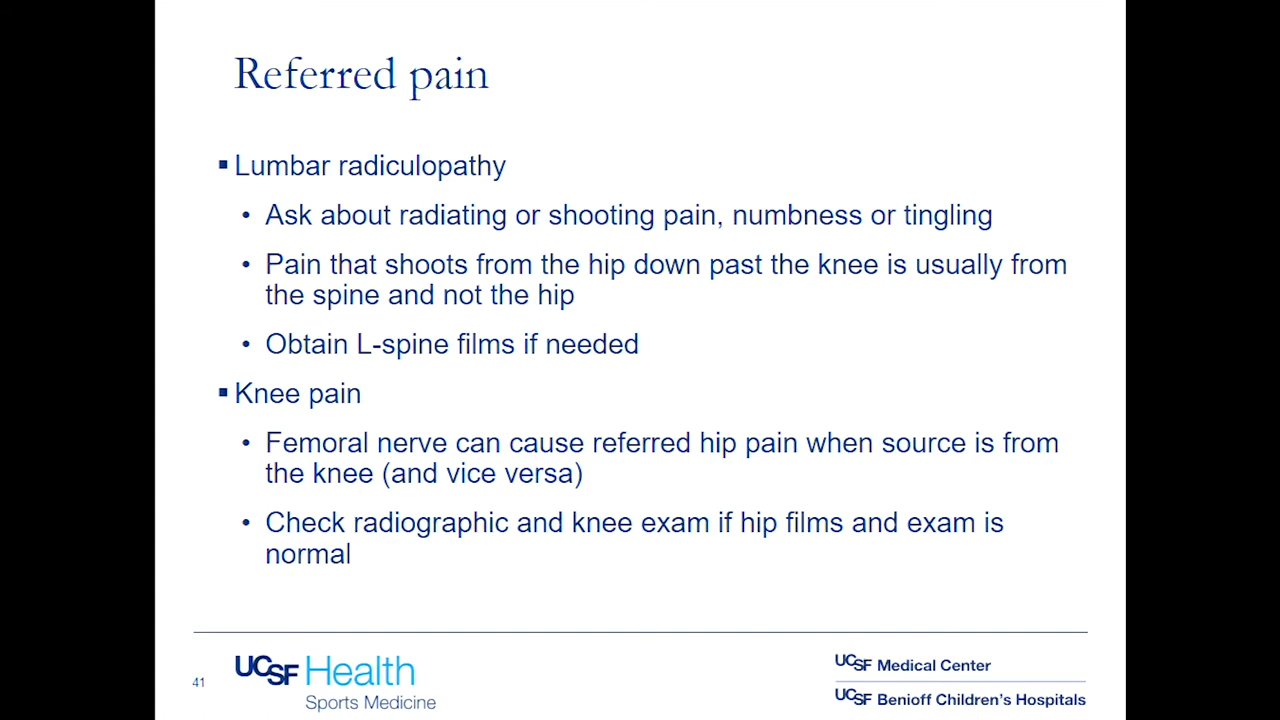 Referred pain
▪ Lumbar radiculopathy
• Ask about radiating or shooting pain, numbness or tingling
• Pain that shoots from the hip down past the knee is usually from
the spine and not the hip
• Obtain L-spine films if needed
▪ Knee pain
• Femoral nerve can cause referred hip pain when source is from
the knee (and vice versa)
• Check radiographic and knee exam if hip films and exam is
normal
41
UCSF Health
Sports Medicine
UCSF Medical Center
UCSF Benioff Children's Hospitals